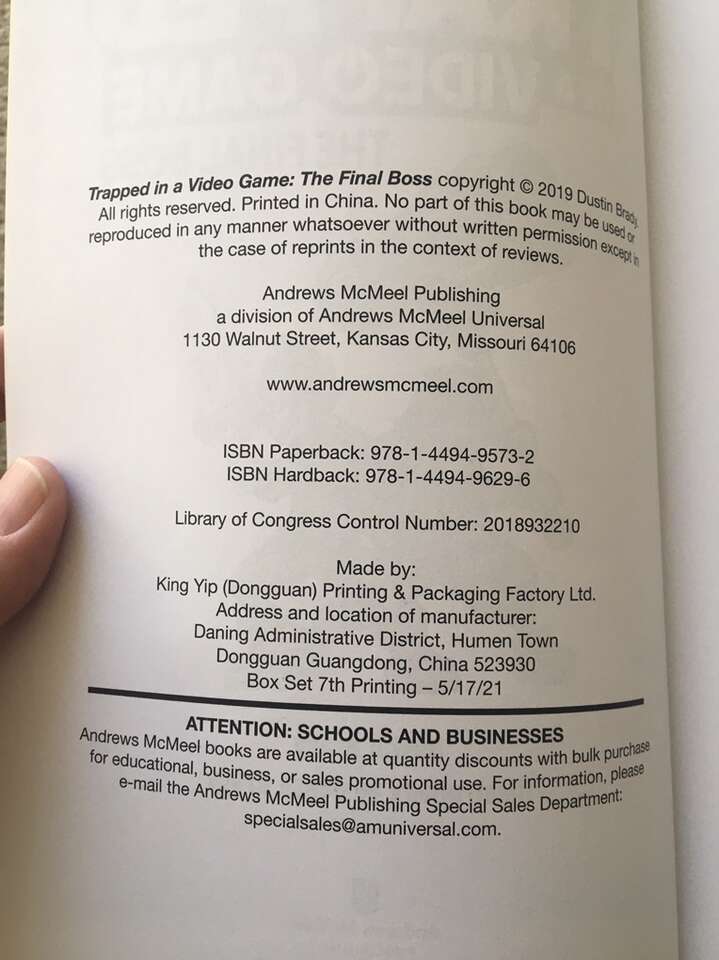 Trapped in a Video Game: The Final Boss copyright © 2019 Dustin Brady.
All rights reserved. Printed in China. No part of this book may be used or
reproduced in any manner whatsoever without written permission except in
the case of reprints in the context of reviews.
Andrews McMeel Publishing
a division of Andrews McMeel Universal
1130 Walnut Street, Kansas City, Missouri 64106
www.andrewsmcmeel.com
ISBN Paperback: 978-1-4494-9573-2
ISBN Hardback: 978-1-4494-9629-6
Library of Congress Control Number: 2018932210
Made by:
King Yip (Dongguan) Printing & Packaging Factory Ltd.
Address and location of manufacturer:
Daning Administrative District, Humen Town
Dongguan Guangdong, China 523930
Box Set 7th Printing – 5/17/21
ATTENTION: SCHOOLS AND BUSINESSES
Andrews McMeel books are available at quantity discounts with bulk purchase
for educational, business, or sales promotional use. For information, please
e-mail the Andrews McMeel Publishing Special Sales Department:
specialsales@amuniversal.com.